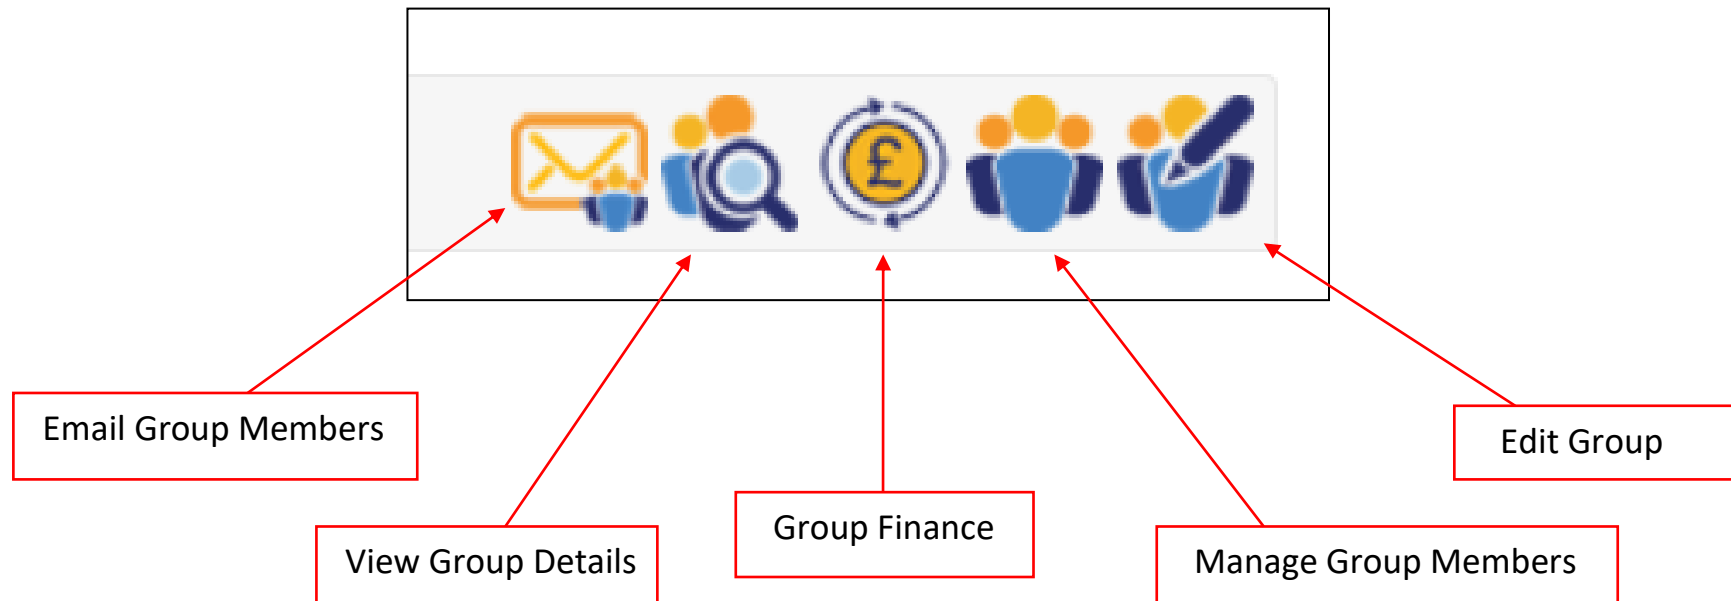 £
Email Group Members
Edit Group
Group Finance
View Group Details
Manage Group Members